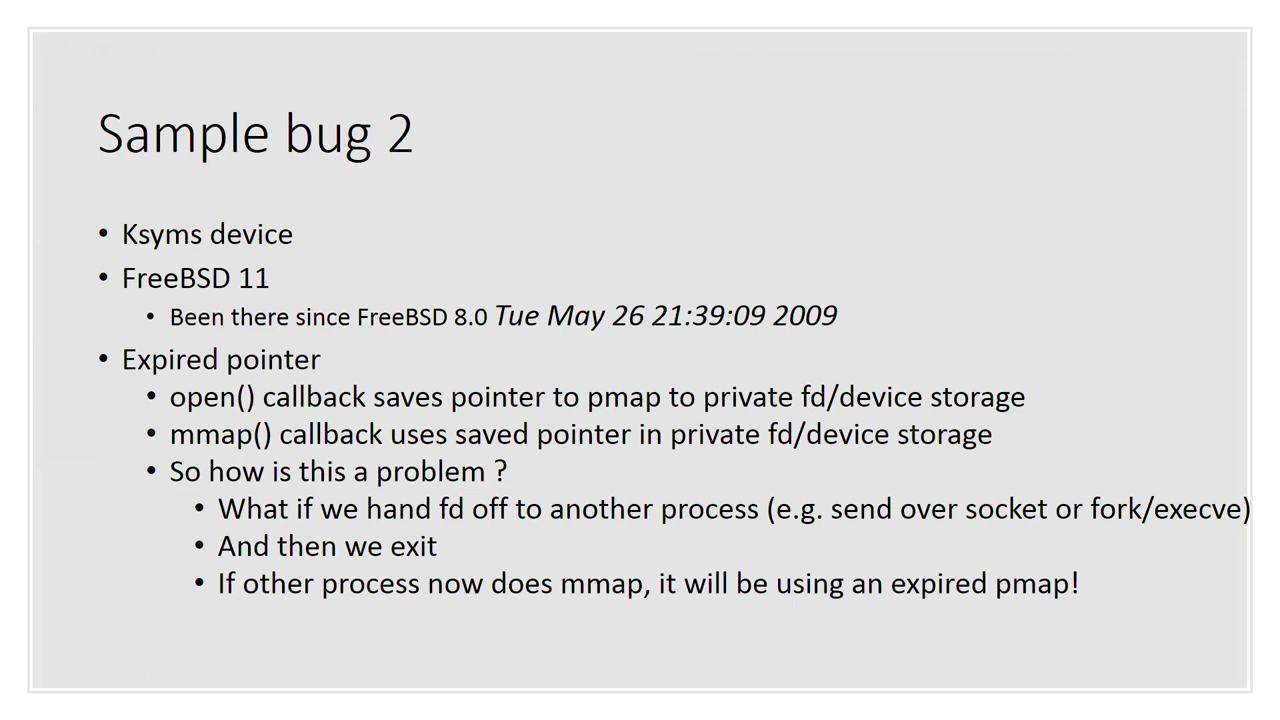 Sample bug 2
• Ksyms device
• FreeBSD 11
• Been there since FreeBSD 8.0 Tue May 26 21:39:09 2009
• Expired pointer
• open() callback saves pointer to pmap to private fd/device storage
• mmap() callback uses saved pointer in private fd/device storage
• So how is this a problem ?
• What if we hand fd off to another process (e.g. send over socket or fork/execve)
• And then we exit
• If other process now does mmap, it will be using an expired pmap!